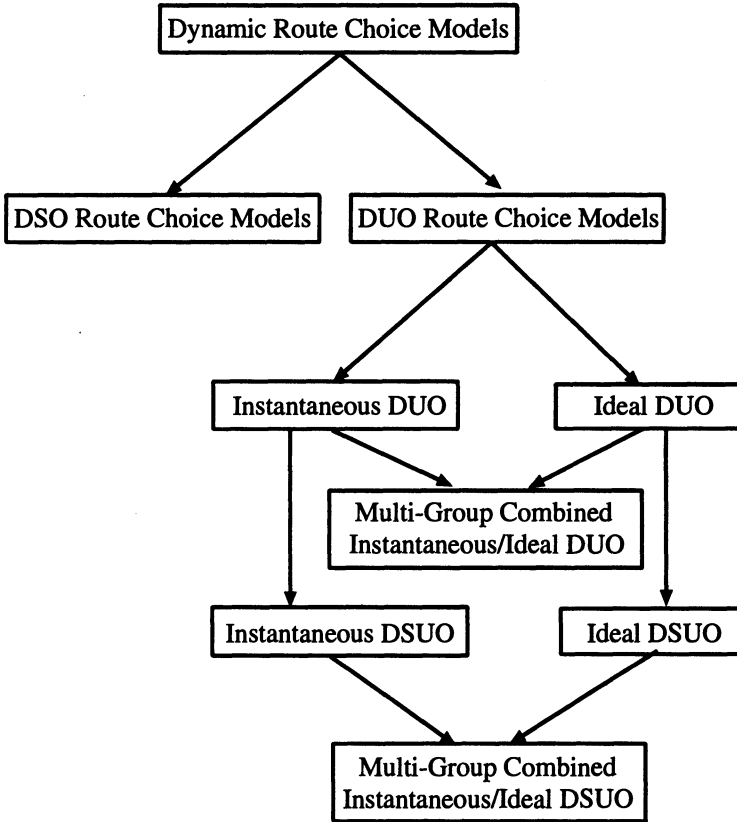 Dynamic Route Choice Models
DSO Route Choice Models
DUO Route Choice Models
Instantaneous DUO
Ideal DUO
Multi-Group Combined
Instantaneous/Ideal DUO
Instantaneous DSUO
Ideal DSUO
Multi-Group Combined
Instantaneous/Ideal DSUO